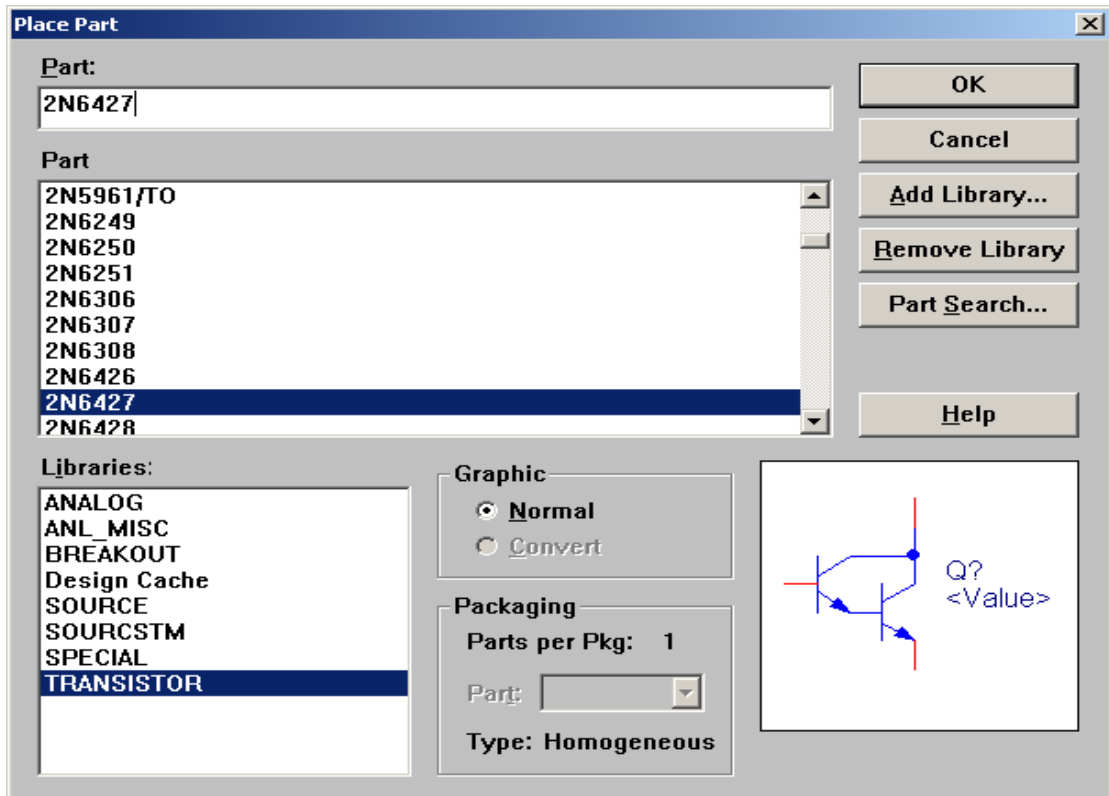 Place Part
Part:
2N6427
OK
Cancel
Part
2N5961/TO
2N6249
2N6250
2N6251
2N6306
2N6307
2N6308
2N6426
2N6427
2N6428
Add Library...
Remove Library
Part Search...
Help
Libraries:
ANALOG
ANL_MISC
BREAKOUT
Design Cache
SOURCE
SOURCSTM
SPECIAL
TRANSISTOR
Graphic
Normal
Convert
Packaging
Parts per Pkg: 1
Part:
Type: Homogeneous
Q?
<Value>